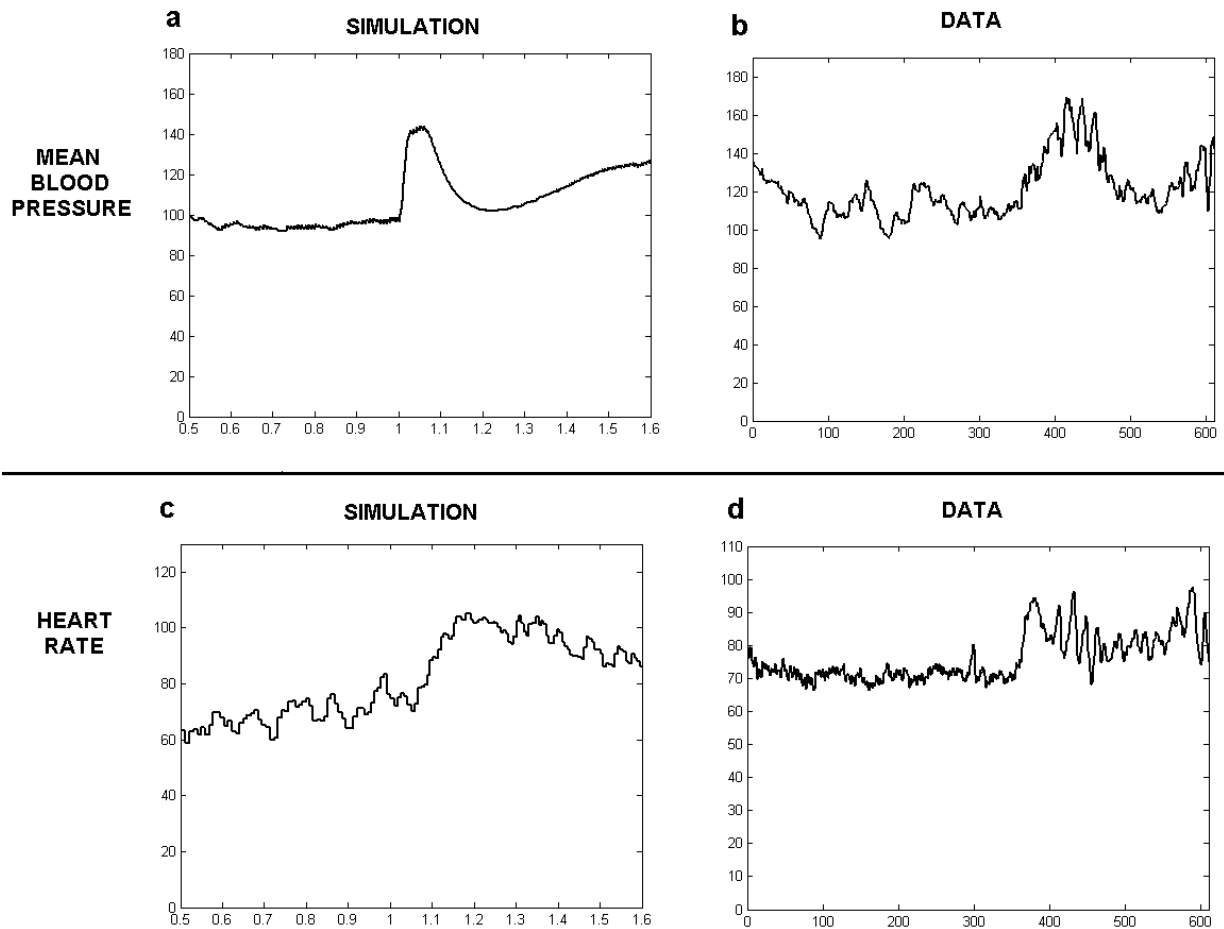 a
SIMULATION
b
DATA
MEAN
BLOOD
PRESSURE
180
160
140
120
100
80
60
40
20
0
0.5 0.6 0.7 0.8 0.9 1 1.1 1.2 1.3 1.4 1.5 1.6
180
160
140
120
100
80
60
40
20
0
0 100 200 300 400 500 600
c
SIMULATION
d
DATA
HEART
RATE
120
100
80
60
40
20
0
0.5 0.6 0.7 0.8 0.9 1 1.1 1.2 1.3 1.4 1.5 1.6
110
100
90
80
70
60
50
40
30
20
10
0
0 100 200 300 400 500 600